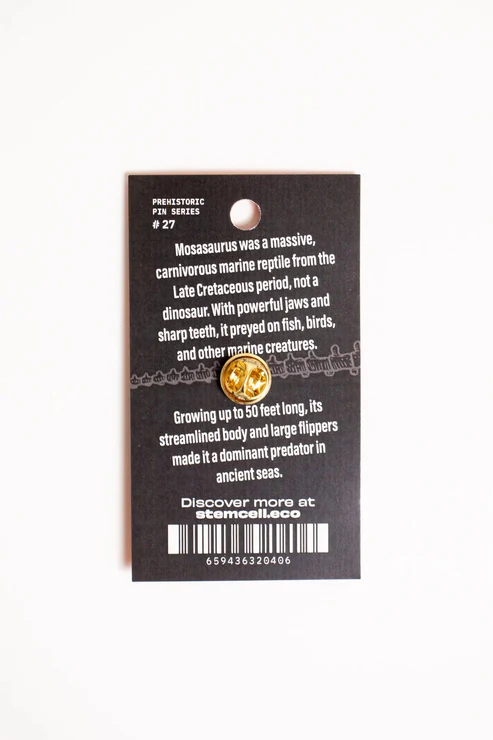 PREHISTORIC
PIN SERIES
# 27
Mosasaurus was a massive,
carnivorous marine reptile from the
Late Cretaceous period, not a
dinosaur. With powerful jaws and
sharp teeth, it preyed on fish, birds,
and other marine creatures.
Growing up to 50 feet long, its
streamlined body and large flippers
made it a dominant predator in
ancient seas.
Discover more at
stemcell.eco
659436320406